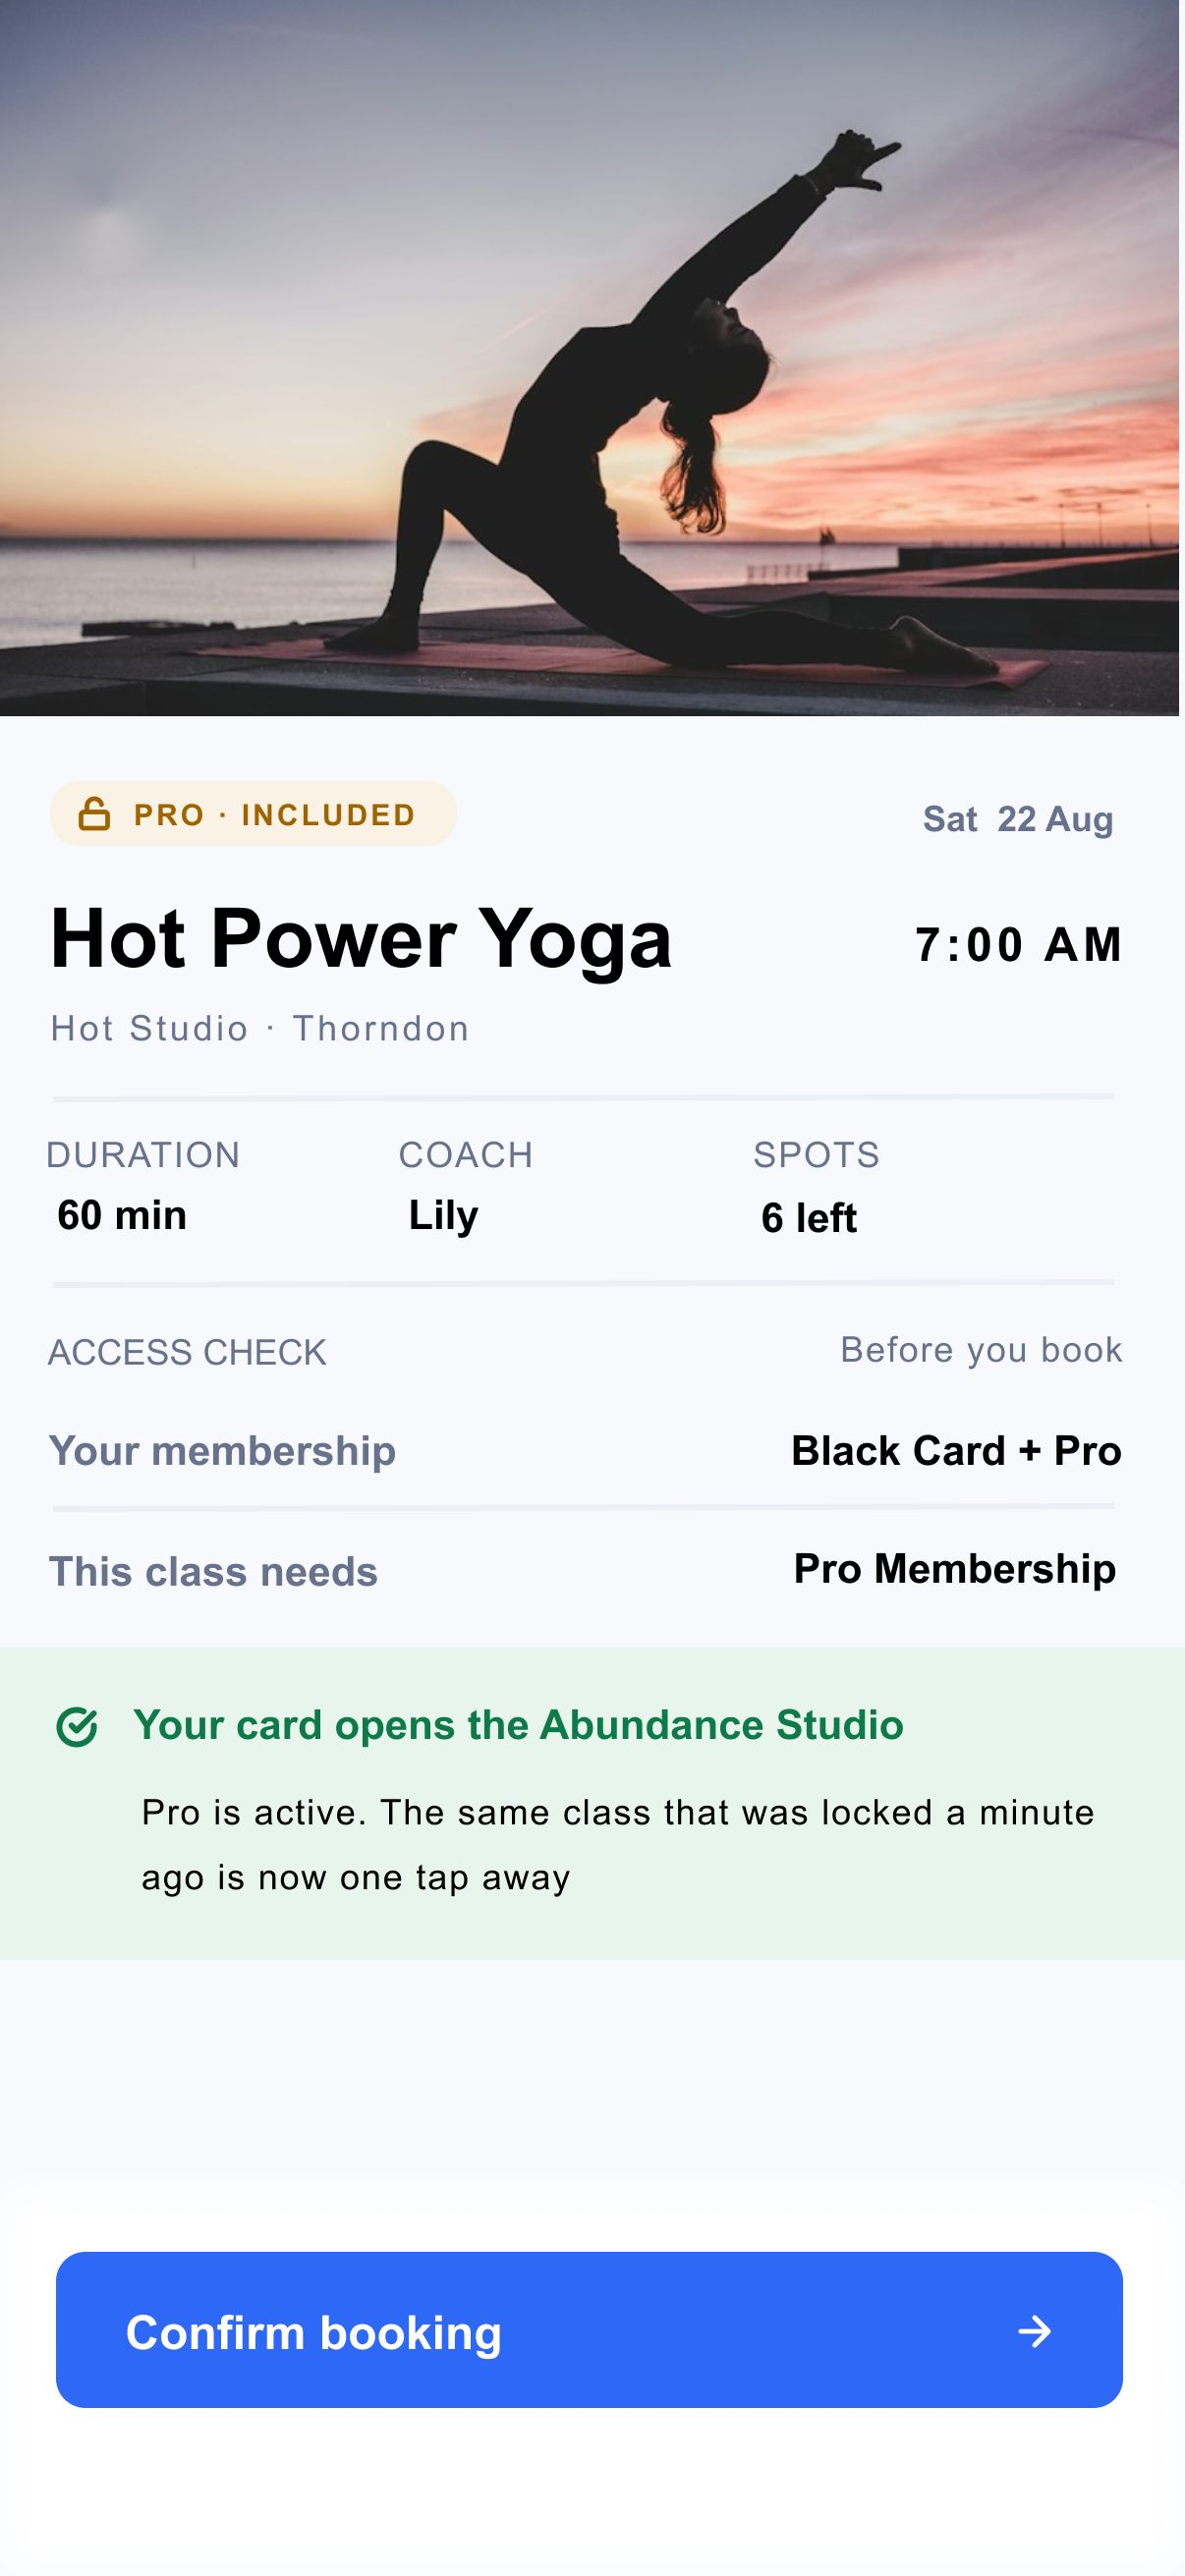 PRO · INCLUDED
Sat 22 Aug
Hot Power Yoga
7:00 AM
Hot Studio · Thorndon
DURATION COACH SPOTS
60 min Lily 6 left
ACCESS CHECK Before you book
Your membership Black Card + Pro
This class needs Pro Membership
Your card opens the Abundance Studio
Pro is active. The same class that was locked a minute
ago is now one tap away
Confirm booking